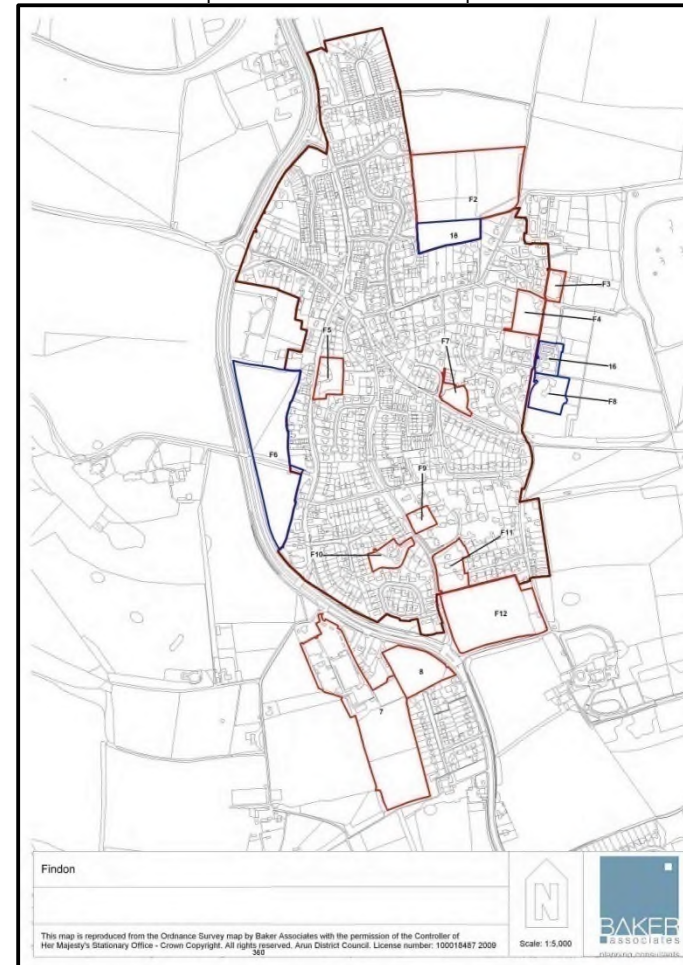 F2
18
F3
F4
F5
16
F7
F8
F6
F9
F10
F11
F12
8
7
Findon
This map is reproduced from the Ordnance Survey map by Baker Associates with the permission of the Controller of
Her Majesty's Stationary Office - Crown Copyright. All rights reserved. Arun District Council. License number: 100018487 2009
360
N
Scale: 1:5,000
BAKER
associates
planning consultants